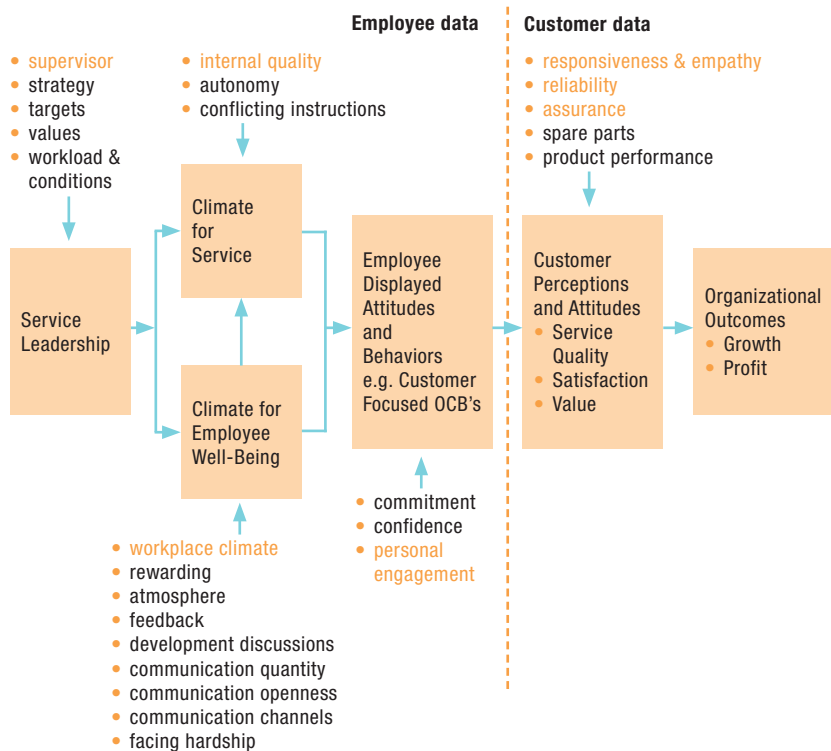 Employee data
Customer data
• supervisor
• strategy
• targets
• values
• workload &
conditions
• internal quality
• autonomy
• conflicting instructions
• responsiveness & empathy
• reliability
• assurance
• spare parts
• product performance
Service
Leadership
Climate
for
Service
Climate for
Employee
Well-Being
Employee
Displayed
Attitudes
and
Behaviors
e.g. Customer
Focused OCB's
Customer
Perceptions
and Attitudes
• Service
Quality
• Satisfaction
• Value
Organizational
Outcomes
• Growth
• Profit
• workplace climate
• rewarding
• atmosphere
• feedback
• development discussions
• communication quantity
• communication openness
• communication channels
• facing hardship
• commitment
• confidence
• personal
engagement